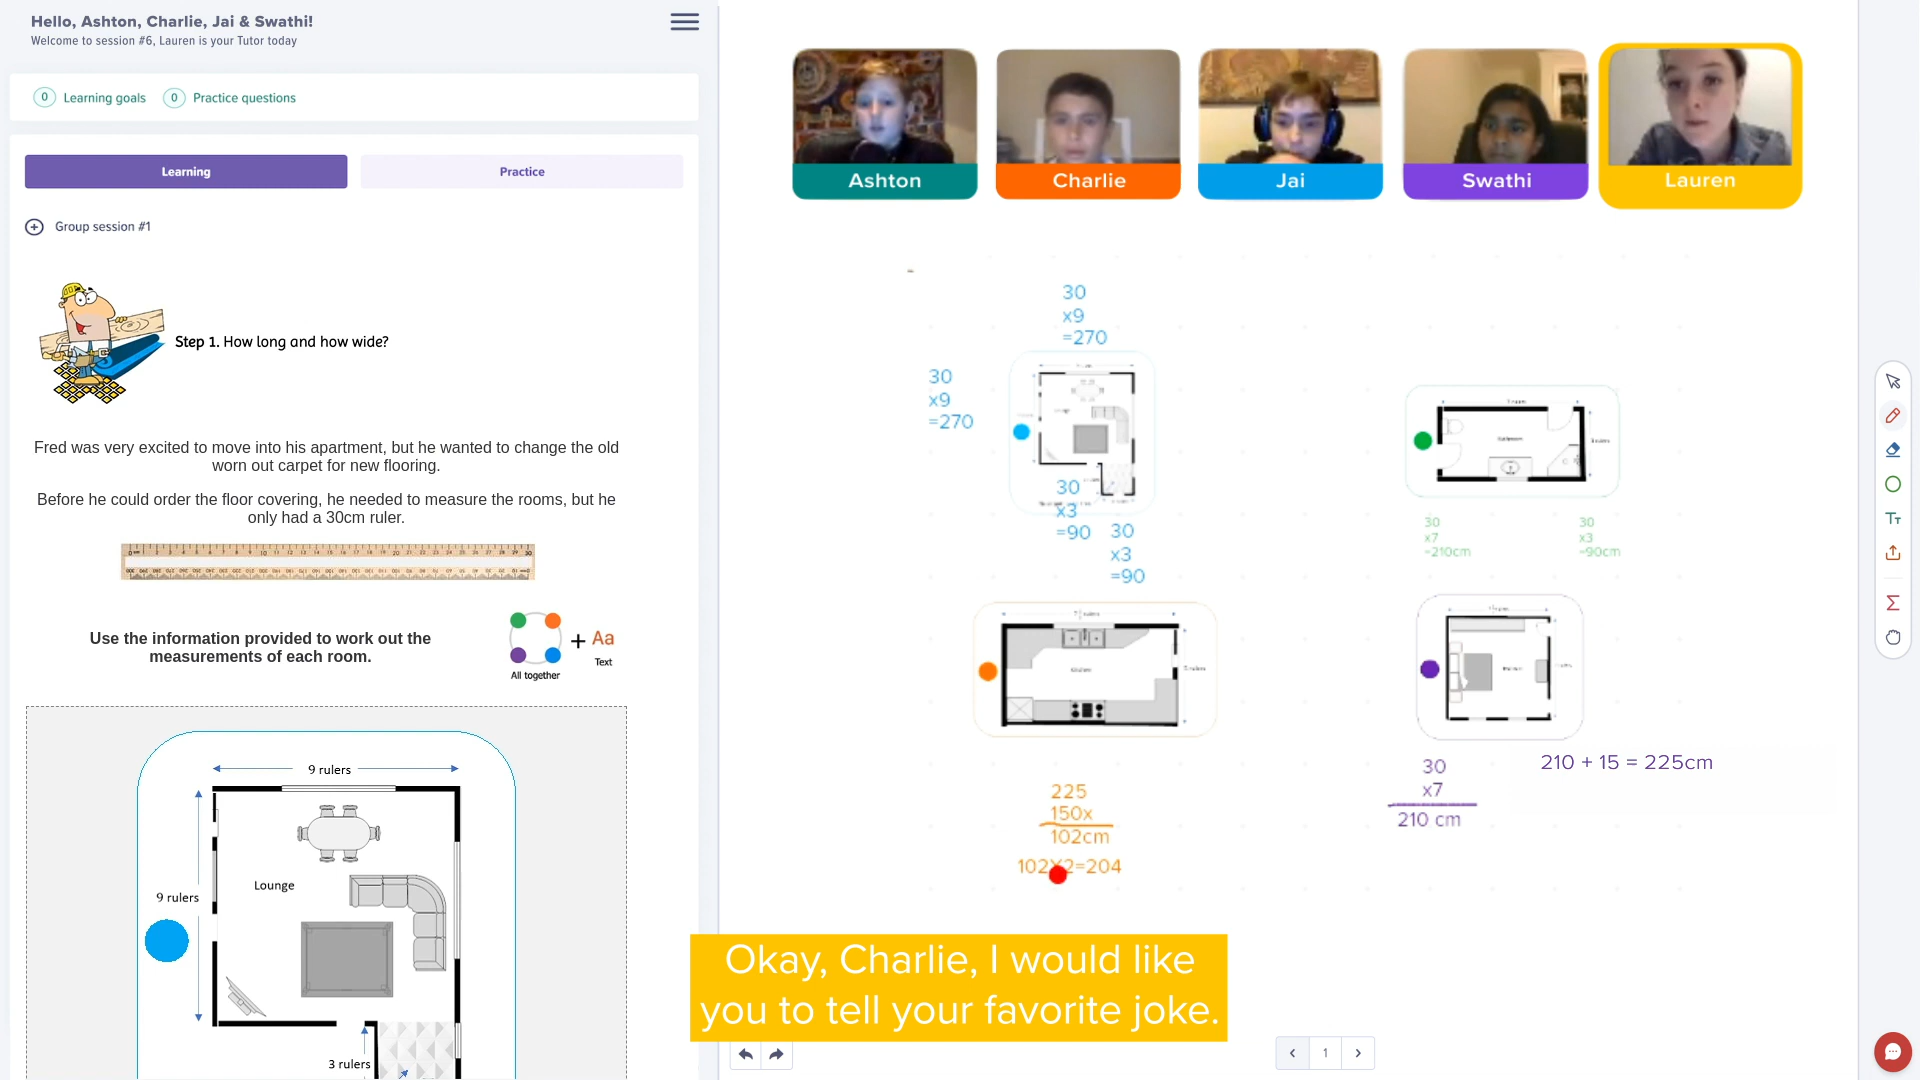 Hello, Ashton, Charlie, Jai & Swathi!
Welcome to session #6, Lauren is your Tutor today
0 Learning goals 0 Practice questions
Learning
Practice
Group session #1
Step 1. How long and how wide?
Fred was very excited to move into his apartment, but he wanted to change the old
worn out carpet for new flooring.
Before he could order the floor covering, he needed to measure the rooms, but he
only had a 30cm ruler.
Use the information provided to work out the
measurements of each room.
All together
+
Aa
Text
9 rulers
9 rulers
Lounge
3 rulers
Ashton
Charlie
Jai
Swathi
Lauren
30
x9
=270
30
x9
=270
30
x3
=90
30
x3
=90
30
x7
=210cm
30
x3
=90cm
225
150x
102cm
102X2=204
30
x7
210 cm
210 + 15 = 225cm
Okay, Charlie, I would like
you to tell your favorite joke.
1